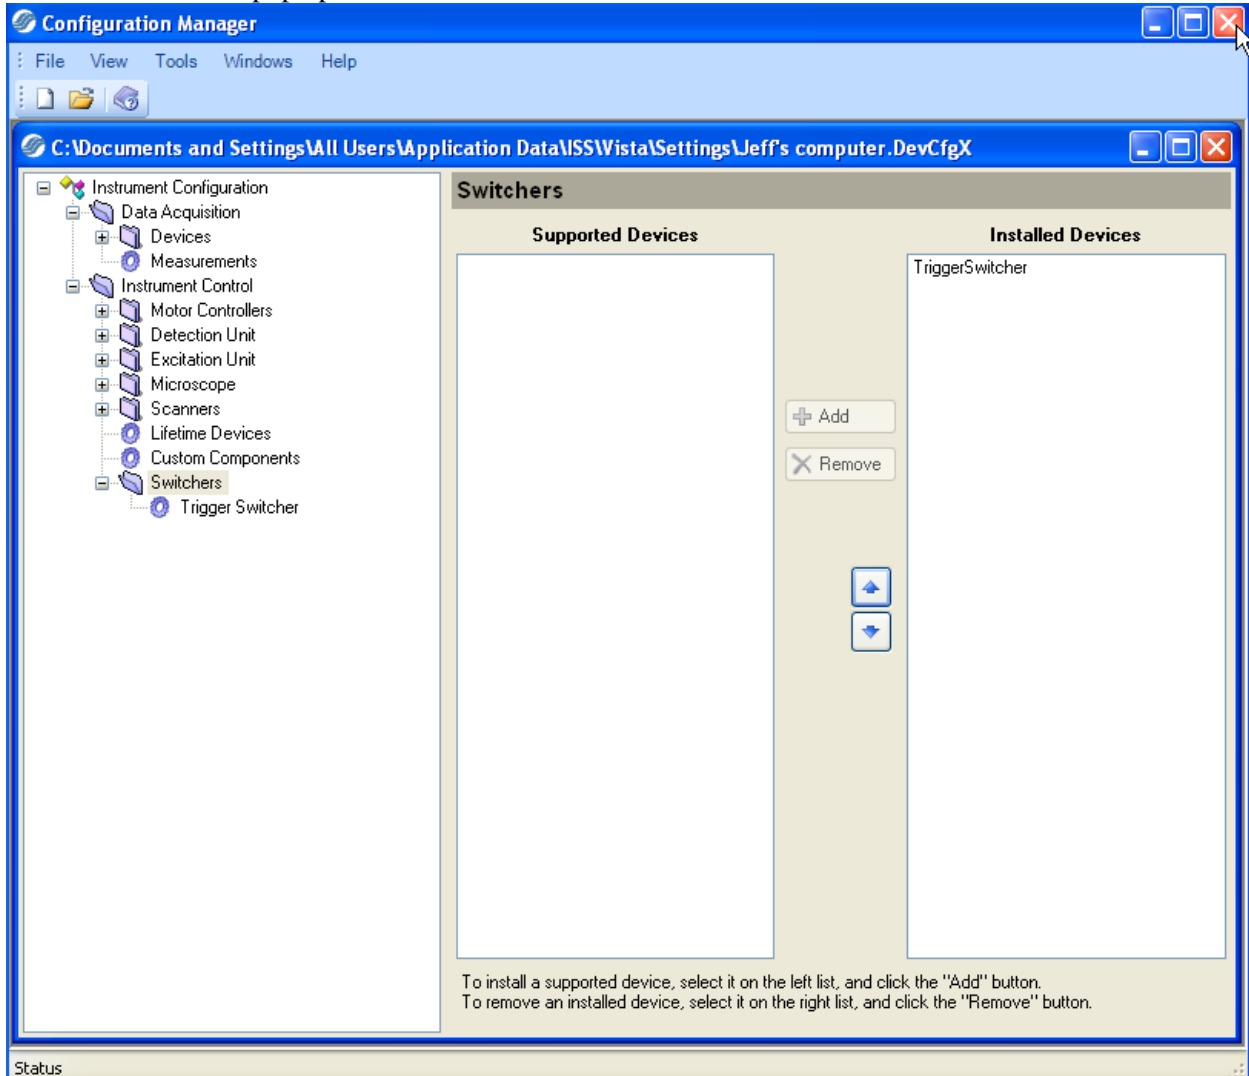 Configuration Manager
File View Tools Windows Help
C:\Documents and Settings\All Users\Application Data\ISS\Vista\Settings\Jeff's computer.DevCfgX
Instrument Configuration
Data Acquisition
Devices
Measurements
Instrument Control
Motor Controllers
Detection Unit
Excitation Unit
Microscope
Scanners
Lifetime Devices
Custom Components
Switchers
Trigger Switcher
Switchers
Supported Devices
Installed Devices
TriggerSwitcher
Add
Remove
To install a supported device, select it on the left list, and click the "Add" button.
To remove an installed device, select it on the right list, and click the "Remove" button.
Status